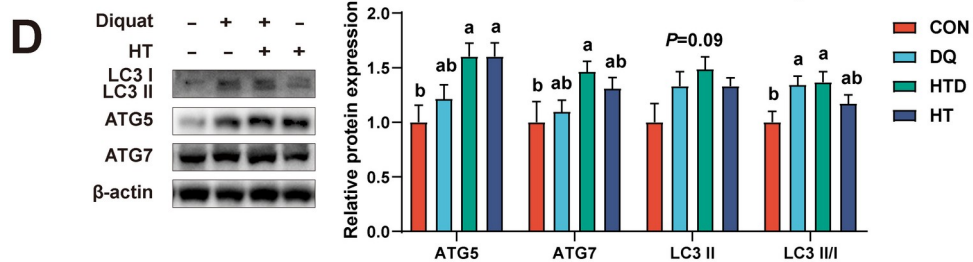 D
Diquat - + + -
HT - - + +
LC3 I
LC3 II
ATG5
ATG7
β-actin
Relative protein expression
2.0
1.5
1.0
0.5
0.0
b ab a a
b ab a ab
P=0.09
b a a ab
ATG5 ATG7 LC3 II LC3 II/I
CON
DQ
HTD
HT